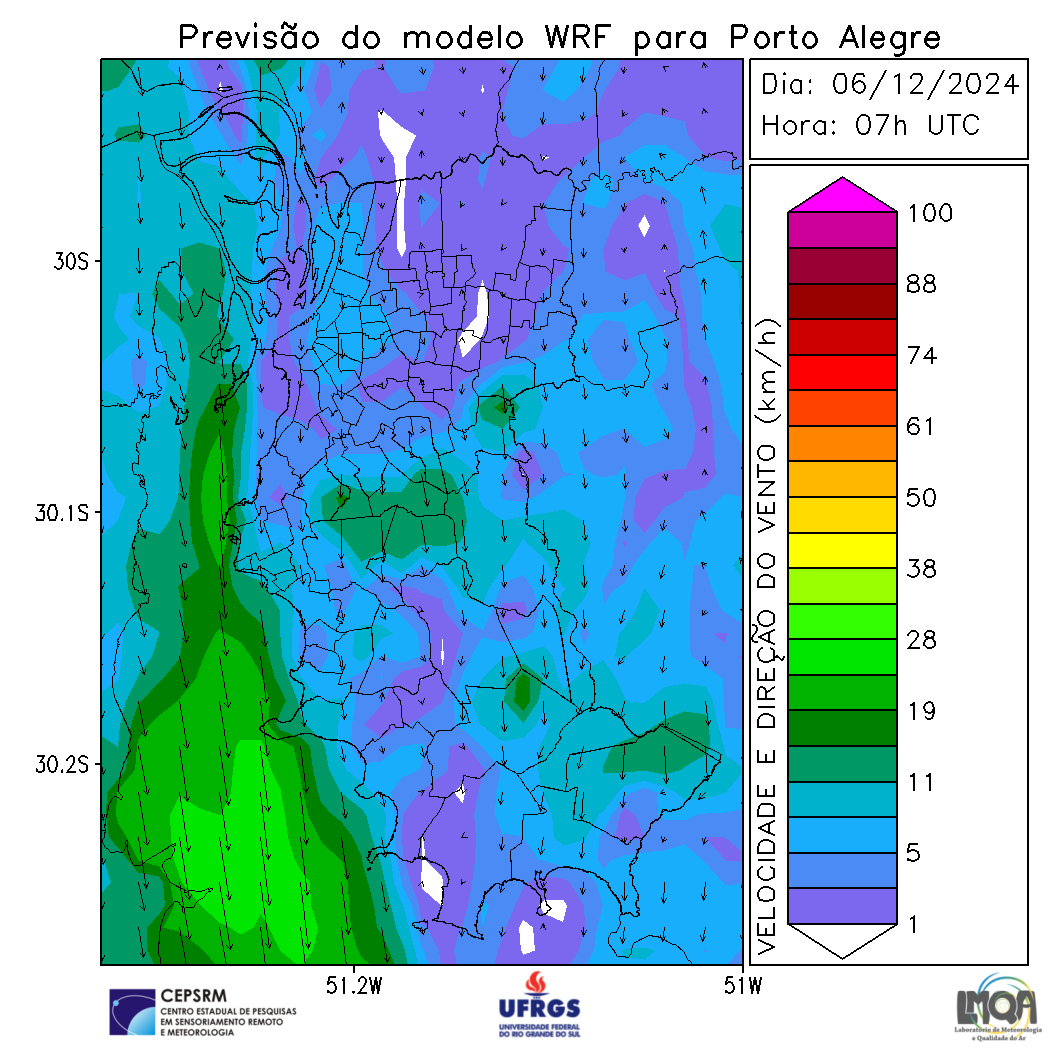 Previsão do modelo WRF para Porto Alegre
Dia: 06/12/2024
Hora: 07h UTC
30S
30.1S
30.2S
51.2W
51W
VELOCIDADE E DIREÇÃO DO VENTO (km/h)
100
88
74
61
50
38
28
19
11
5
1
CEPSRM
CENTRO ESTADUAL DE PESQUISAS
EM SENSORIAMENTO REMOTO
E METEOROLOGIA
UFRGS
UNIVERSIDADE FEDERAL
DO RIO GRANDE DO SUL
LMQA
Laboratório de Meteorologia
e Qualidade do Ar